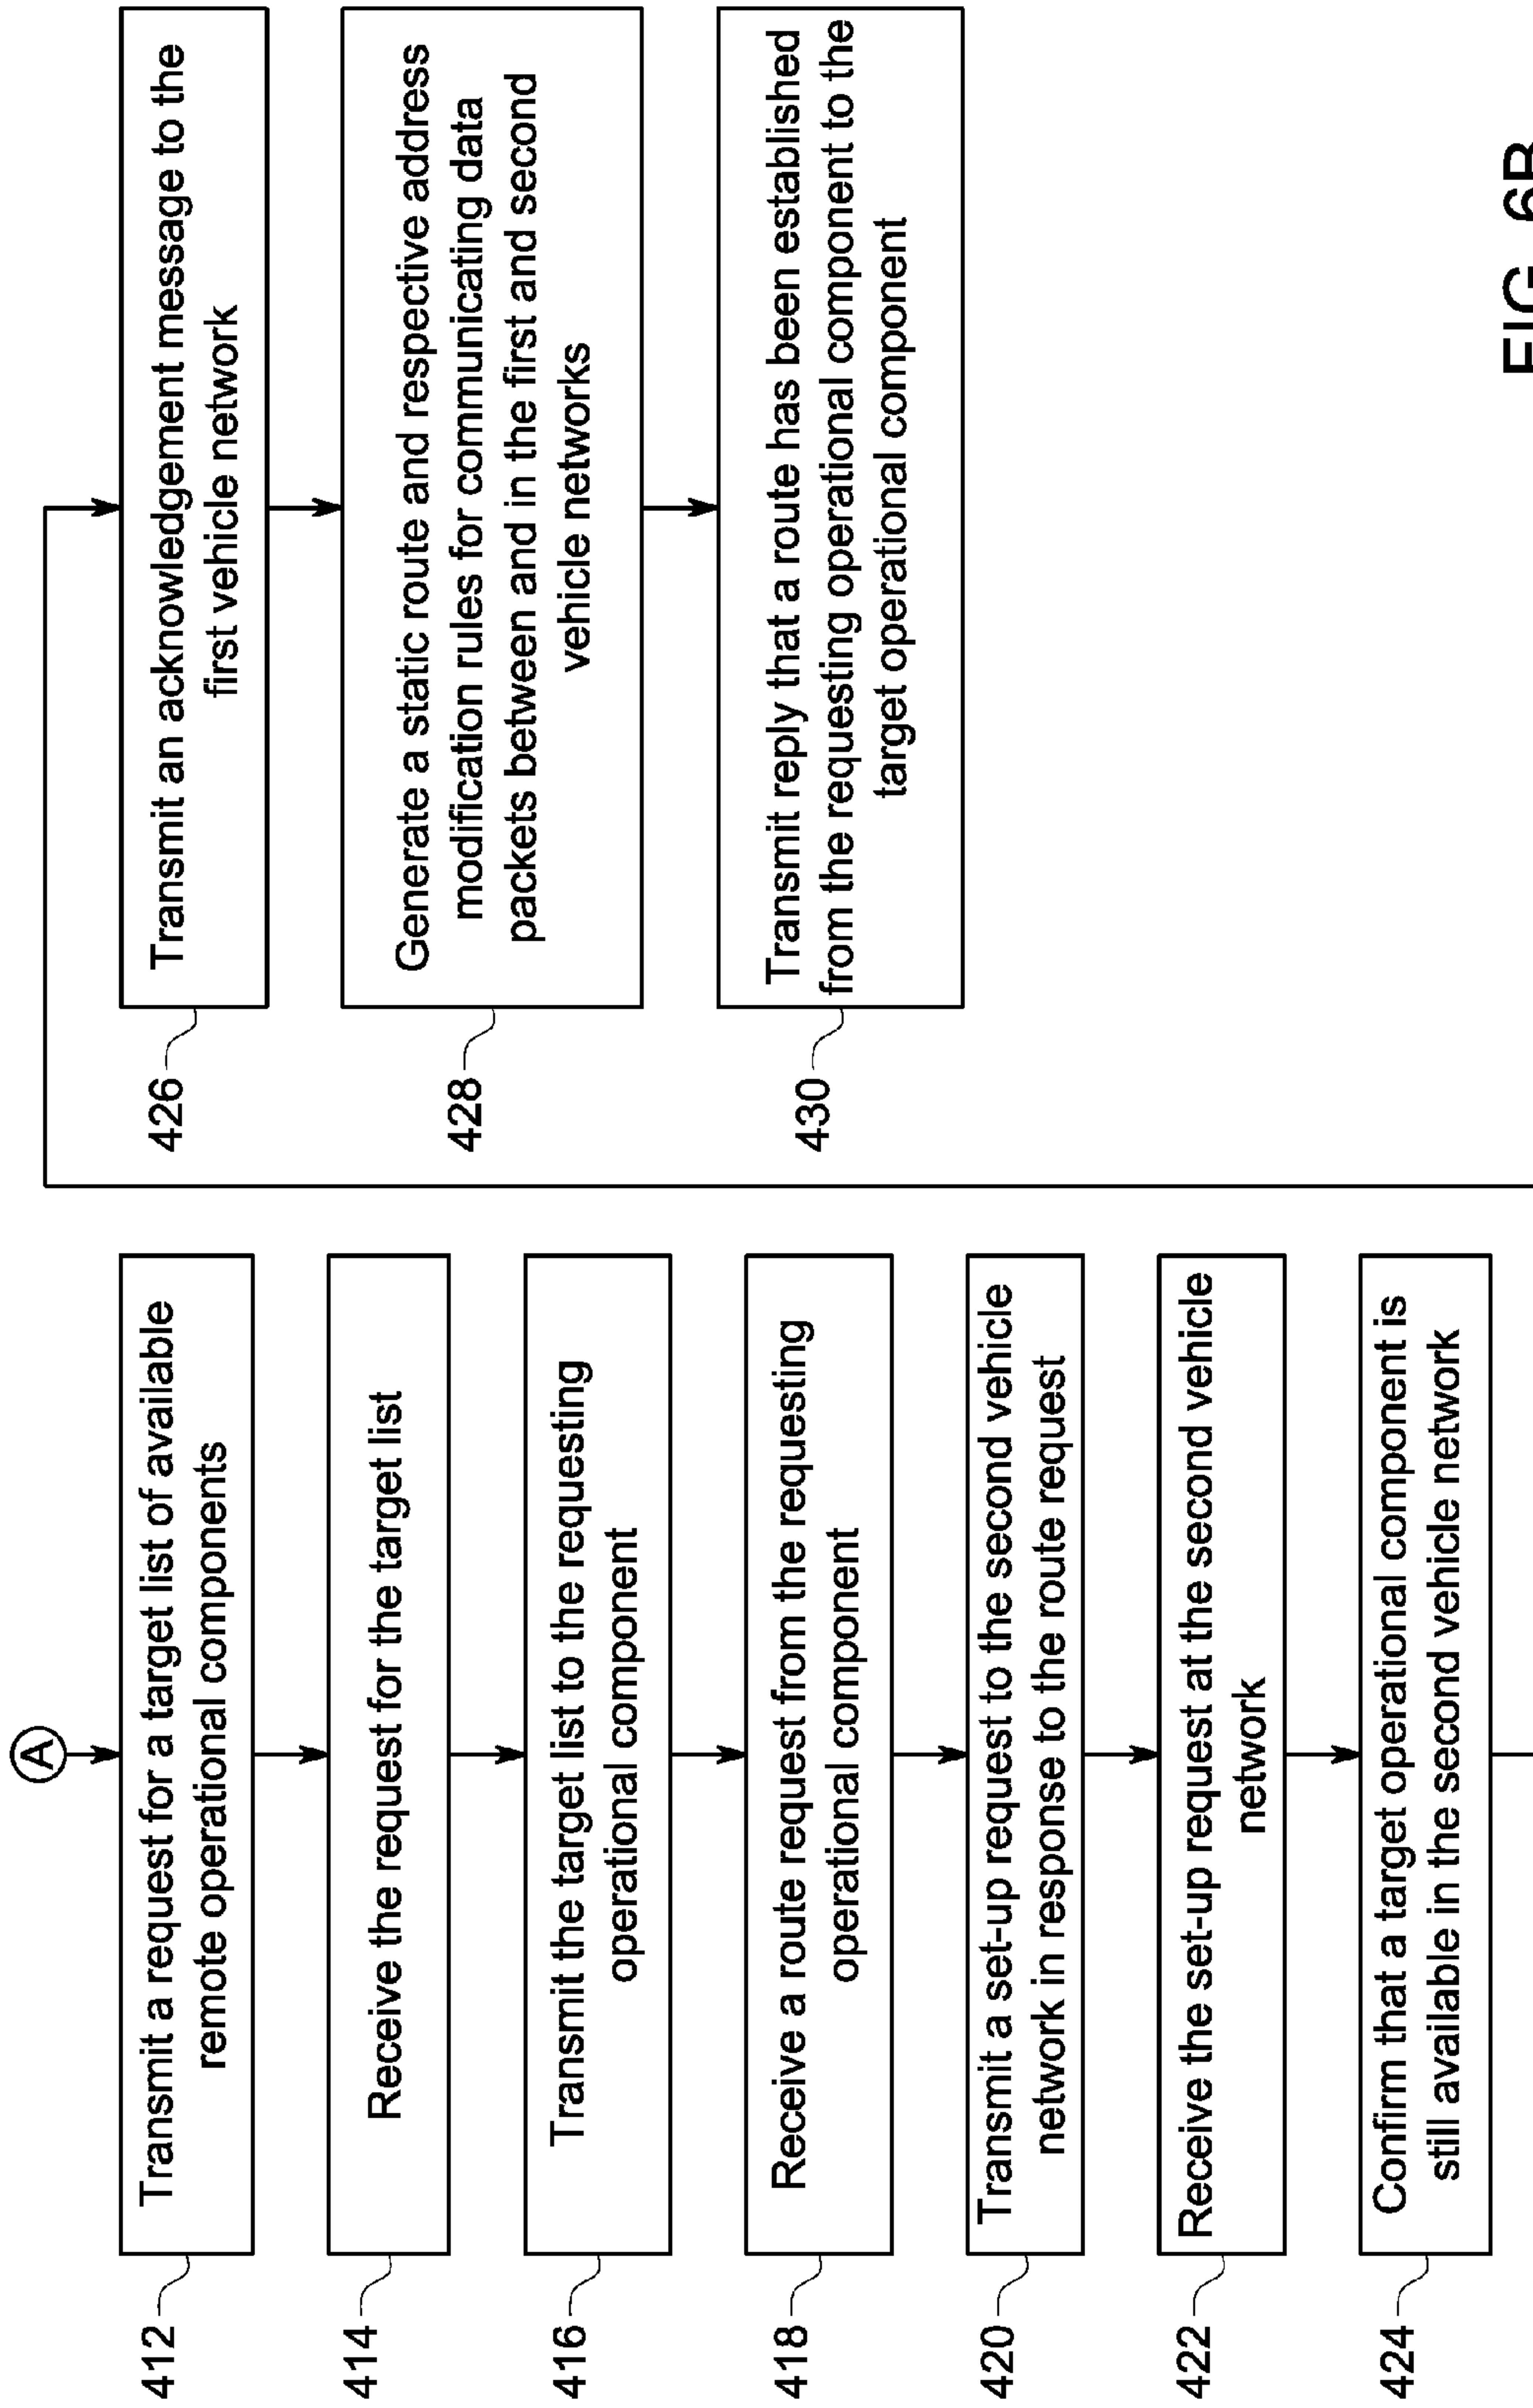 A
412
Transmit a request for a target list of available
remote operational components
414
Receive the request for the target list
416
Transmit the target list to the requesting
operational component
418
Receive a route request from the requesting
operational component
420
Transmit a set-up request to the second vehicle
network in response to the route request
422
Receive the set-up request at the second vehicle
network
424
Confirm that a target operational component is
still available in the second vehicle network
426
Transmit an acknowledgement message to the
first vehicle network
428
Generate a static route and respective address
modification rules for communicating data
packets between and in the first and second
vehicle networks
430
Transmit reply that a route has been established
from the requesting operational component to the
target operational component
FIG. 6B